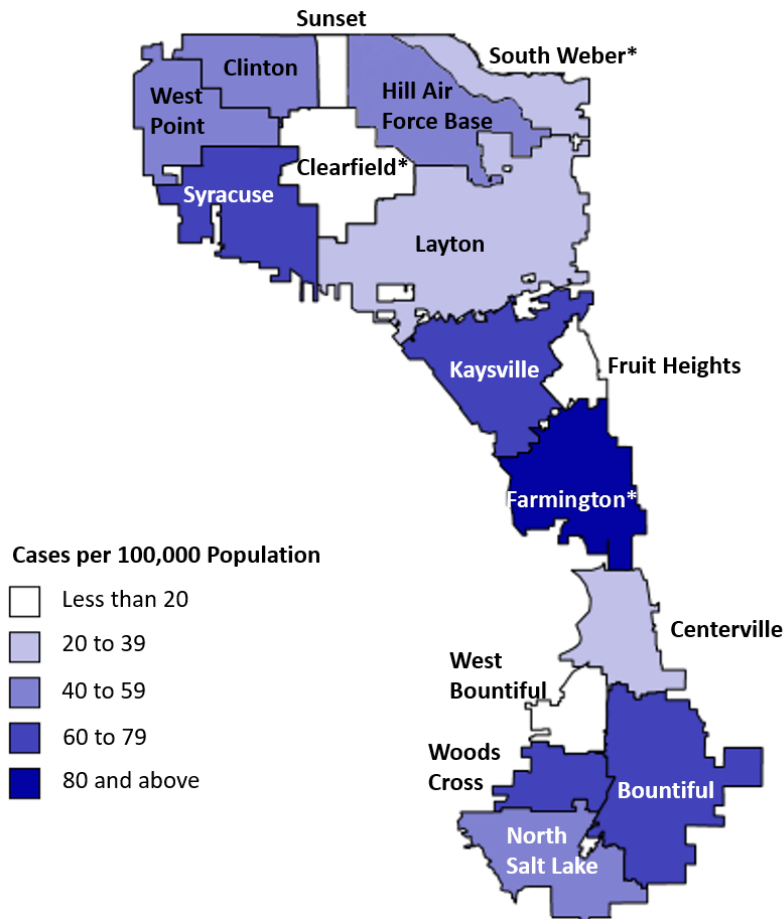 Sunset
South Weber*
Clinton
Hill Air
Force Base
West
Point
Clearfield*
Syracuse
Layton
Kaysville
Fruit Heights
Farmington*
Cases per 100,000 Population
Less than 20
20 to 39
40 to 59
60 to 79
80 and above
Centerville
West
Bountiful
Woods
Cross
Bountiful
North
Salt Lake